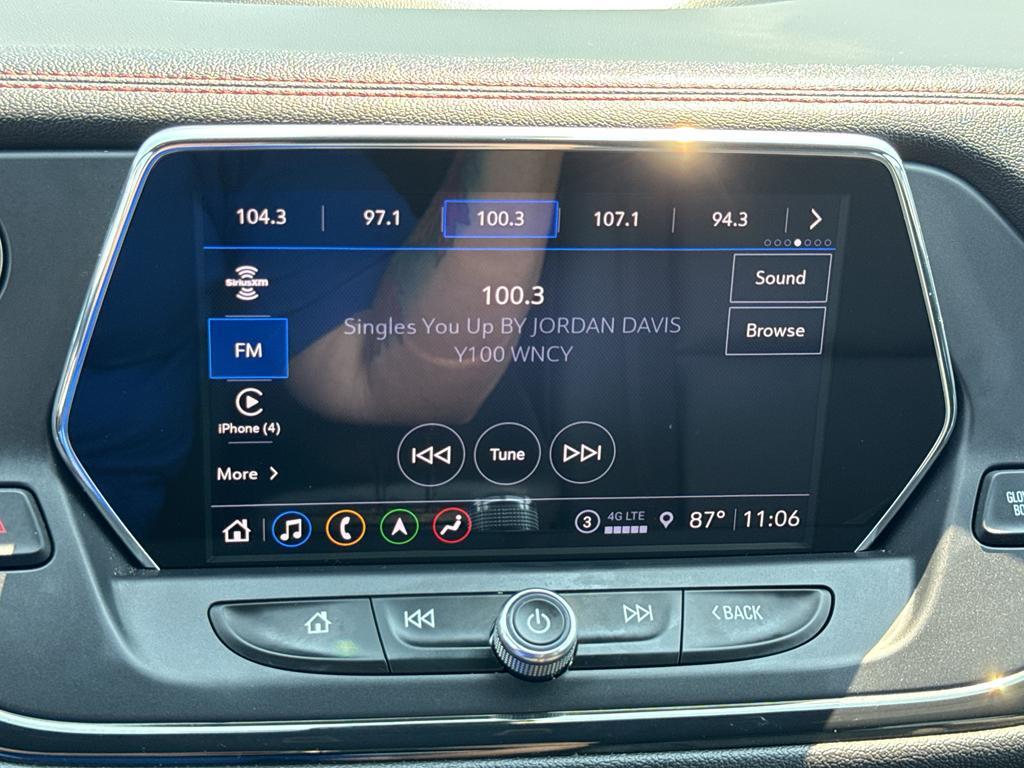 104.3 97.1 100.3 107.1 94.3
SiriusXM
100.3
Sound
Singles You Up BY JORDAN DAVIS
Browse
FM
Y100 WNCY
iPhone (4)
More
Tune
3 4G LTE 87° 11:06
BACK